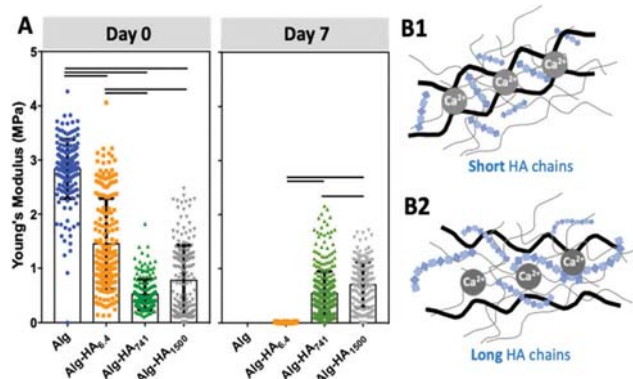 A
Day 0
Day 7
Young's Modulus (MPa)
5
4
3
2
1
0
Alg
Alg-HA6.4
Alg-HA741
Alg-HA1500
Alg
Alg-HA6.4
Alg-HA741
Alg-HA1500
B1
Ca2+
Ca2+
Ca2+
Short HA chains
B2
Ca2+
Ca2+
Ca2+
Long HA chains